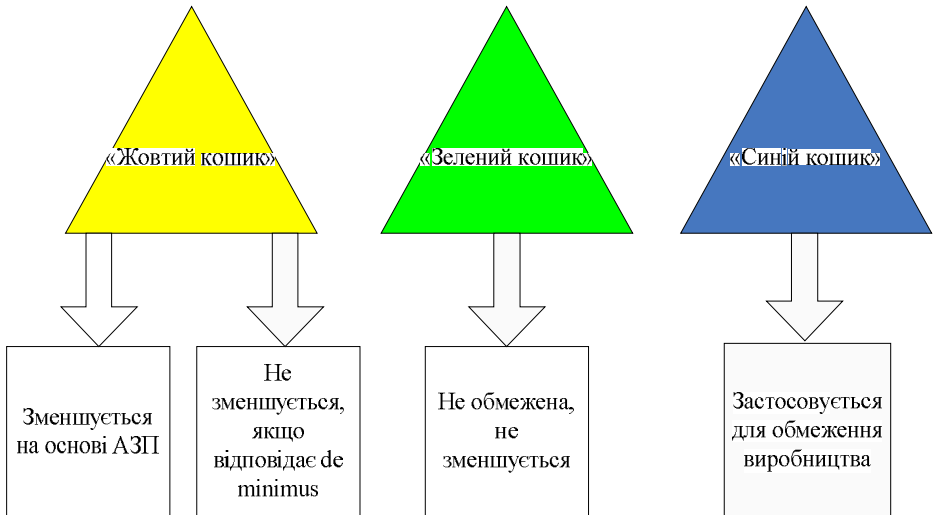 «Жовтий кошик»
«Зелений кошик»
«Синій кошик»
Зменшується
на основі АЗП
Не
зменшується,
якщо
відповідає de
minimus
Не обмежена,
не
зменшується
Застосовується
для обмеження
виробництва